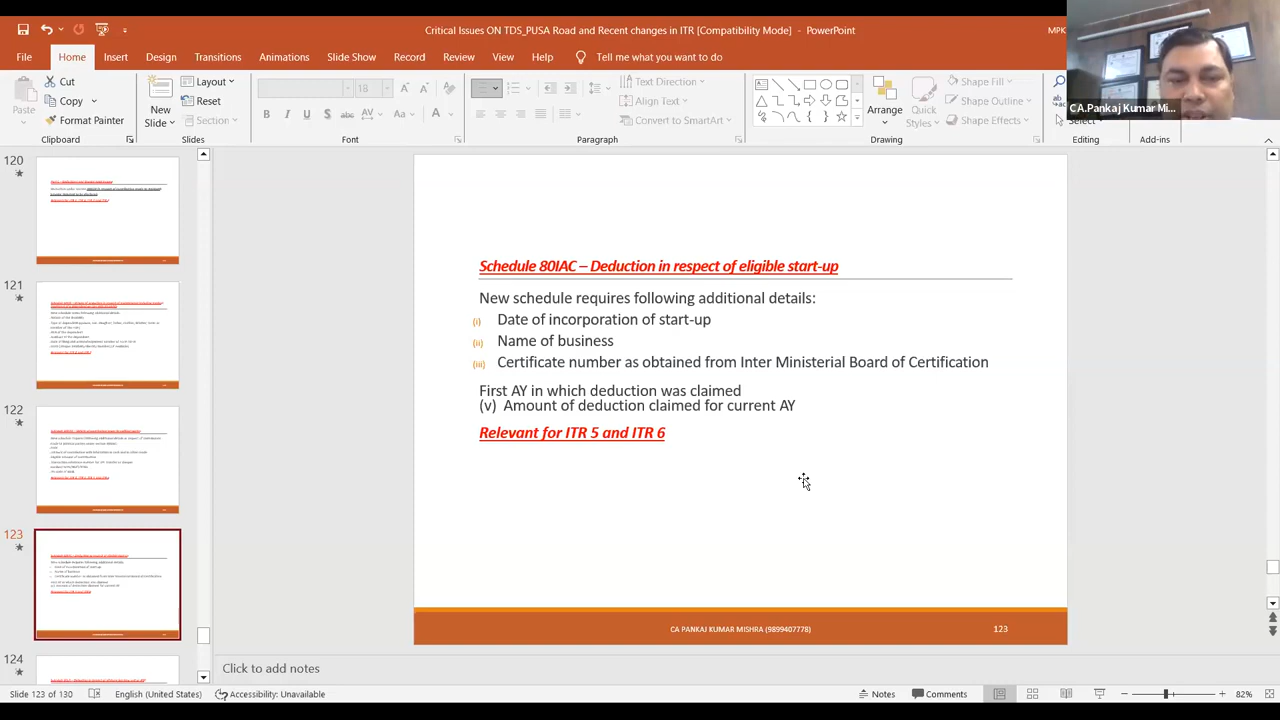 Critical Issues ON TDS_PUSA Road and Recent changes in ITR [Compatibility Mode] - PowerPoint
MPK
File Home Insert Design Transitions Animations Slide Show Record Review View Help Tell me what you want to do
Cut
Copy
Format Painter
Paste
Clipboard
New
Slide
Layout
Reset
Section
Slides
18
Font
Text Direction
Align Text
Convert to SmartArt
Paragraph
Arrange
Quick
Styles
Shape Fill
Shape Effects
Drawing
Select
Editing
Add-ins
CA.Pankaj Kumar Mi...
120
121
122
123
124
Schedule 80IAC – Deduction in respect of eligible start-up
New schedule requires following additional details:
(i) Date of incorporation of start-up
(ii) Name of business
(iii) Certificate number as obtained from Inter Ministerial Board of Certification
First AY in which deduction was claimed
(v) Amount of deduction claimed for current AY
Relevant for ITR 5 and ITR 6
CA PANKAJ KUMAR MISHRA (9899407778) 123
Click to add notes
Slide 123 of 130 English (United States) Accessibility: Unavailable Notes Comments 82%